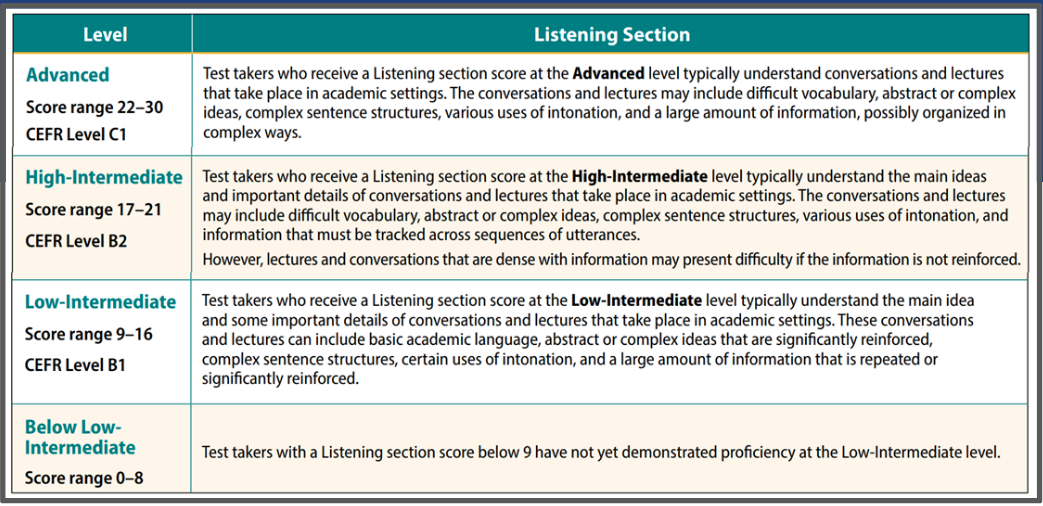 Level
Listening Section
Advanced
Score range 22–30
CEFR Level C1
Test takers who receive a Listening section score at the Advanced level typically understand conversations and lectures
that take place in academic settings. The conversations and lectures may include difficult vocabulary, abstract or complex
ideas, complex sentence structures, various uses of intonation, and a large amount of information, possibly organized in
complex ways.
High-Intermediate
Score range 17–21
CEFR Level B2
Test takers who receive a Listening section score at the High-Intermediate level typically understand the main ideas
and important details of conversations and lectures that take place in academic settings. The conversations and lectures
may include difficult vocabulary, abstract or complex ideas, complex sentence structures, various uses of intonation, and
information that must be tracked across sequences of utterances.
However, lectures and conversations that are dense with information may present difficulty if the information is not reinforced.
Low-Intermediate
Score range 9–16
CEFR Level B1
Test takers who receive a Listening section score at the Low-Intermediate level typically understand the main idea
and some important details of conversations and lectures that take place in academic settings. These conversations
and lectures can include basic academic language, abstract or complex ideas that are significantly reinforced,
complex sentence structures, certain uses of intonation, and a large amount of information that is repeated or
significantly reinforced.
Below Low-
Intermediate
Score range 0–8
Test takers with a Listening section score below 9 have not yet demonstrated proficiency at the Low-Intermediate level.